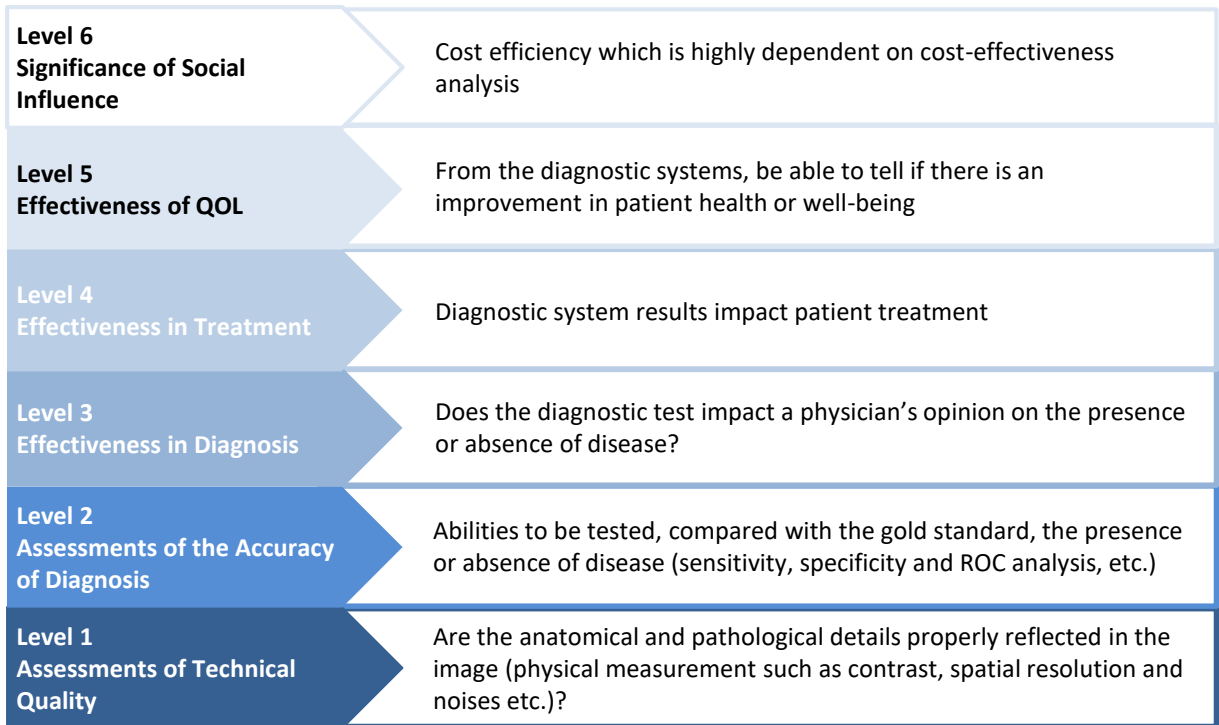 Level 6
Significance of Social
Influence
Cost efficiency which is highly dependent on cost-effectiveness
analysis
Level 5
Effectiveness of QOL
From the diagnostic systems, be able to tell if there is an
improvement in patient health or well-being
Level 4
Effectiveness in Treatment
Diagnostic system results impact patient treatment
Level 3
Effectiveness in Diagnosis
Does the diagnostic test impact a physician’s opinion on the presence
or absence of disease?
Level 2
Assessments of the Accuracy
of Diagnosis
Abilities to be tested, compared with the gold standard, the presence
or absence of disease (sensitivity, specificity and ROC analysis, etc.)
Level 1
Assessments of Technical
Quality
Are the anatomical and pathological details properly reflected in the
image (physical measurement such as contrast, spatial resolution and
noises etc.)?